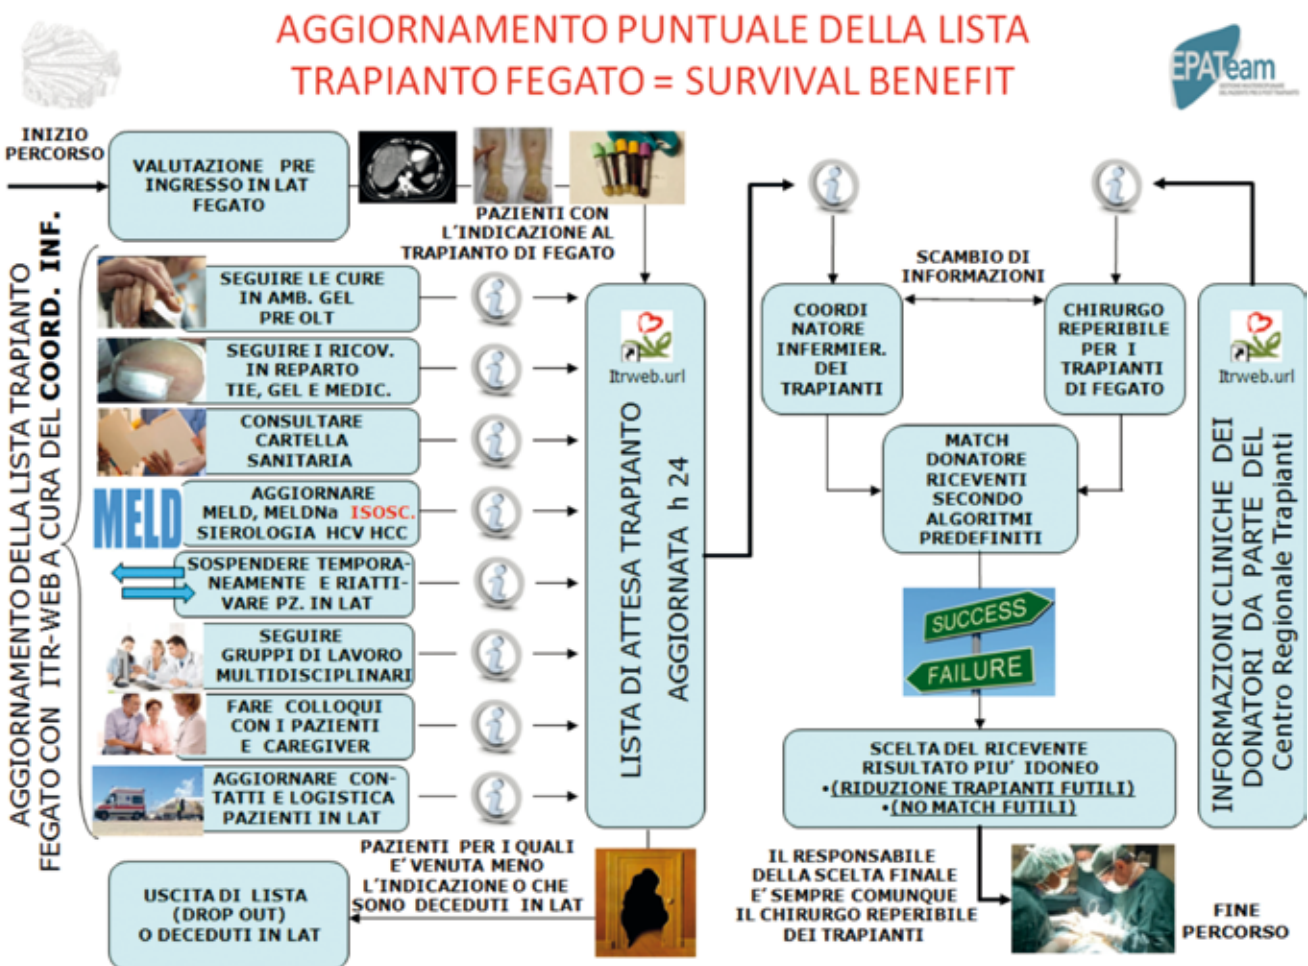 AGGIORNAMENTO PUNTUALE DELLA LISTA
TRAPIANTO FEGATO = SURVIVAL BENEFIT
EPATeam
INIZIO
PERCORSO
VALUTAZIONE PRE
INGRESSO IN LAT
FEGATO
PAZIENTI CON
L'INDICAZIONE AL
TRAPIANTO DI FEGATO
AGGIORNAMENTO DELLA LISTA TRAPIANTO
FEGATO CON ITR-WEB A CURA DEL COORD. INF.
SEGUIRE LE CURE
IN AMB. GEL
PRE OLT
SEGUIRE I RICOV.
IN REPARTO
TIE, GEL E MEDIC.
CONSULTARE
CARTELLA
SANITARIA
MELD
AGGIORNARE
MELD, MELDNa ISOSC.
SIEROLOGIA HCV HCC
SOSPENDERE TEMPORA-
NEAMENTE E RIATTI-
VARE PZ. IN LAT
SEGUIRE
GRUPPI DI LAVORO
MULTIDISCIPLINARI
FARE COLLOQUI
CON I PAZIENTI
E CAREGIVER
AGGIORNARE CON-
TATTI E LOGISTICA
PAZIENTI IN LAT
Itrweb.url
LISTA DI ATTESA TRAPIANTO
AGGIORNATA h 24
PAZIENTI PER I QUALI
E' VENUTA MENO
L'INDICAZIONE O CHE
SONO DECEDUTI IN LAT
USCITA DI LISTA
(DROP OUT)
O DECEDUTI IN LAT
SCAMBIO DI
INFORMAZIONI
COORDI
NATORE
INFERMIER.
DEI
TRAPIANTI
CHIRURGO
REPERIBILE
PER I
TRAPIANTI
DI FEGATO
MATCH
DONATORE
RICEVENTI
SECONDO
ALGORITMI
PREDEFINITI
SUCCESS
FAILURE
SCELTA DEL RICEVENTE
RISULTATO PIU' IDONEO
•(RIDUZIONE TRAPIANTI FUTILI)
•(NO MATCH FUTILI)
IL RESPONSABILE
DELLA SCELTA FINALE
E' SEMPRE COMUNQUE
IL CHIRURGO REPERIBILE
DEI TRAPIANTI
FINE
PERCORSO
Itrweb.url
INFORMAZIONI CLINICHE DEI
DONATORI DA PARTE DEL
Centro Regionale Trapianti